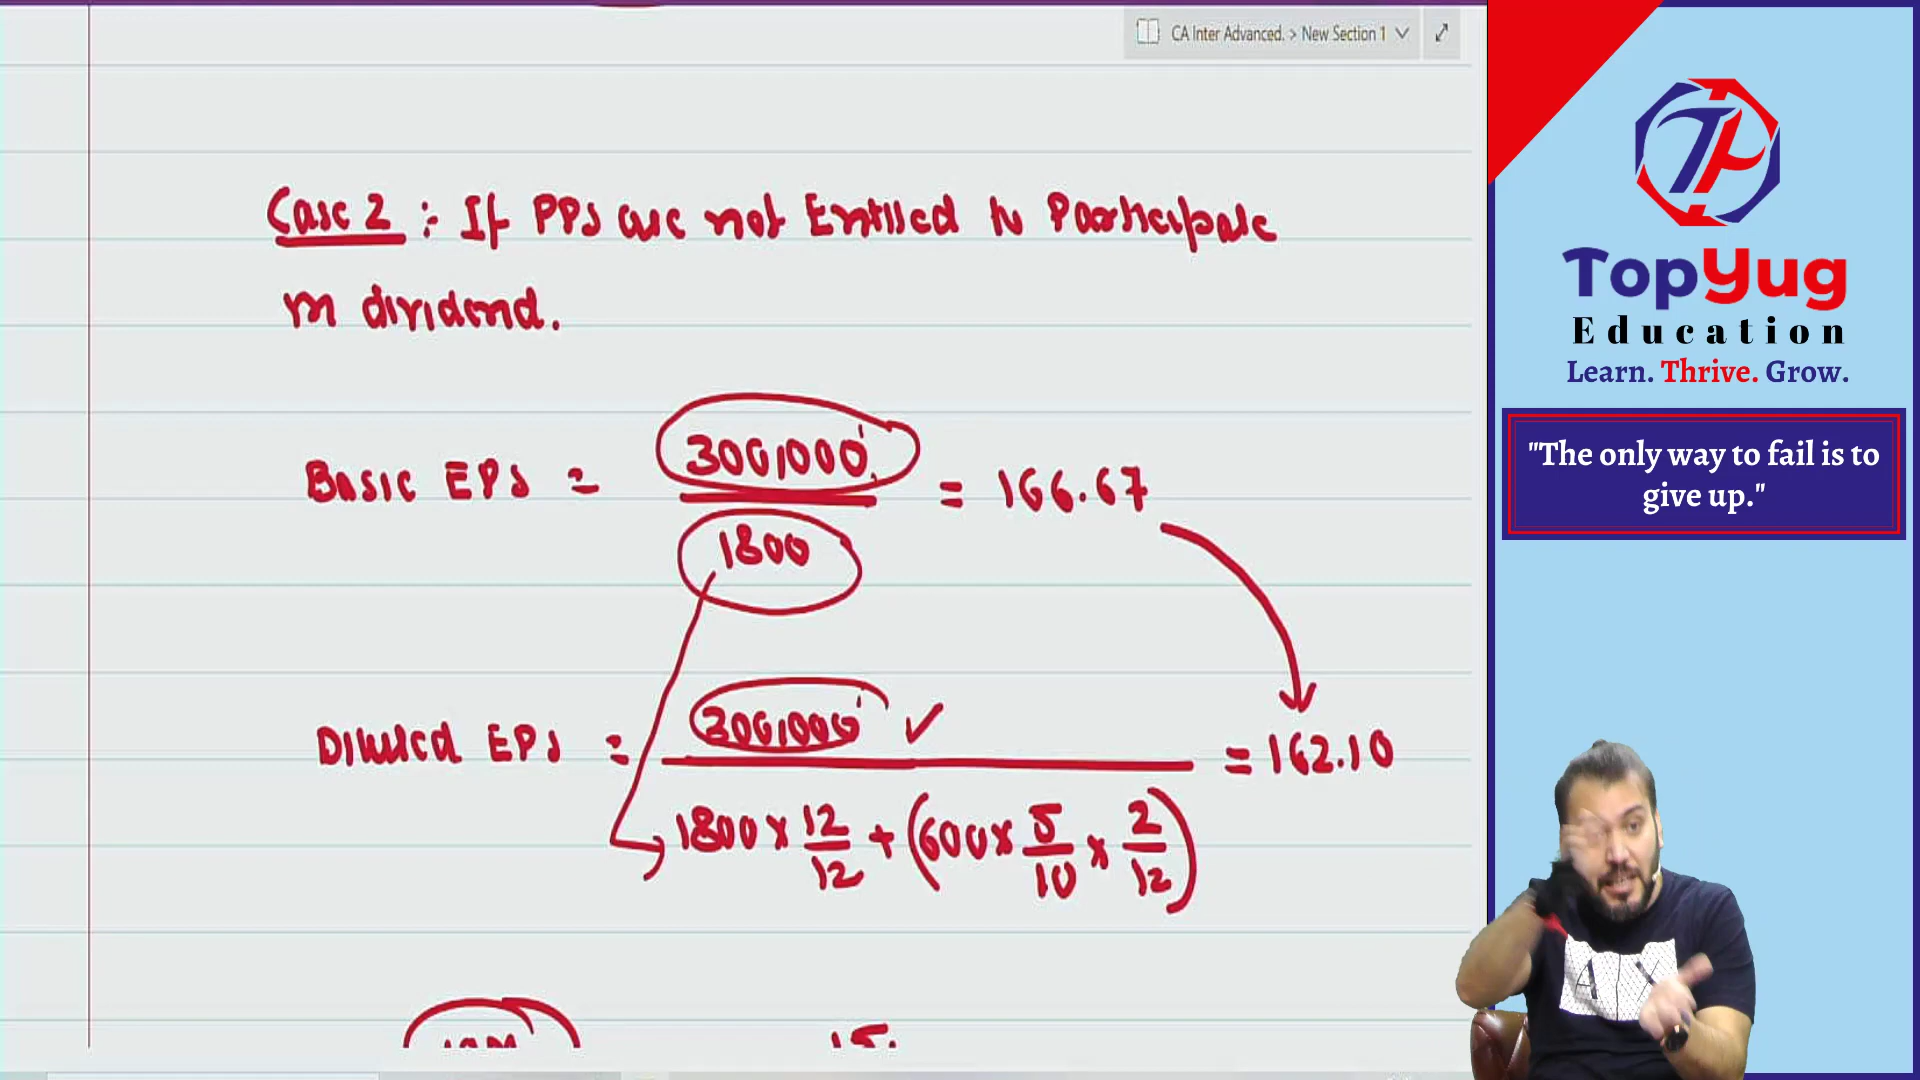 CA Inter Advanced. > New Section 1
Case 2 :- If PPS are not Entitled to Participate
in dividend.
Basic EPS = 300,000 / 1800 = 166.67
Diluted EPS = 300,000 / 1800 x 12/12 + (600 x 5/10 x 2/12) = 162.10
15.
TopYug
Education
Learn. Thrive. Grow.
"The only way to fail is to
give up."
A X